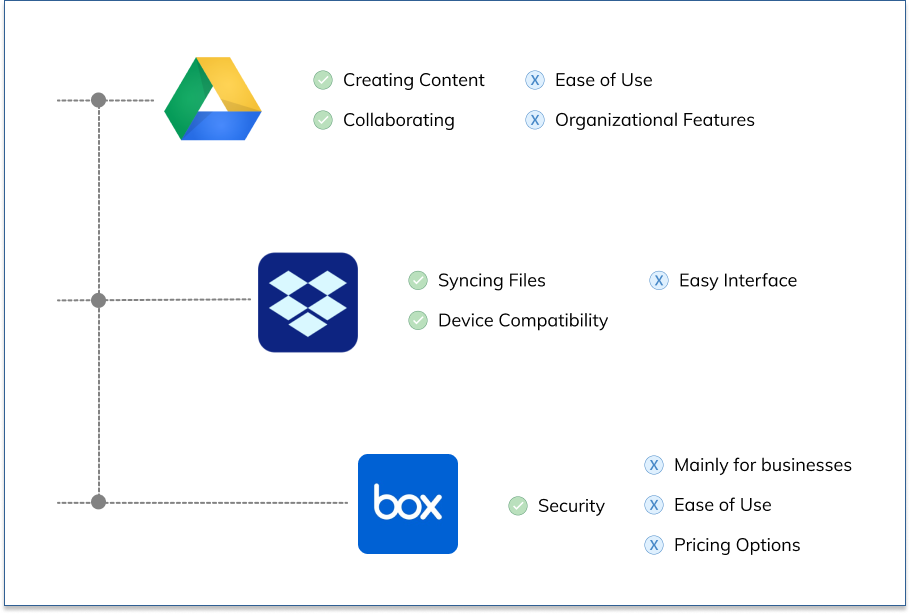 Creating Content
Ease of Use
Collaborating
Organizational Features
Syncing Files
Easy Interface
Device Compatibility
box
Mainly for businesses
Security
Ease of Use
Pricing Options